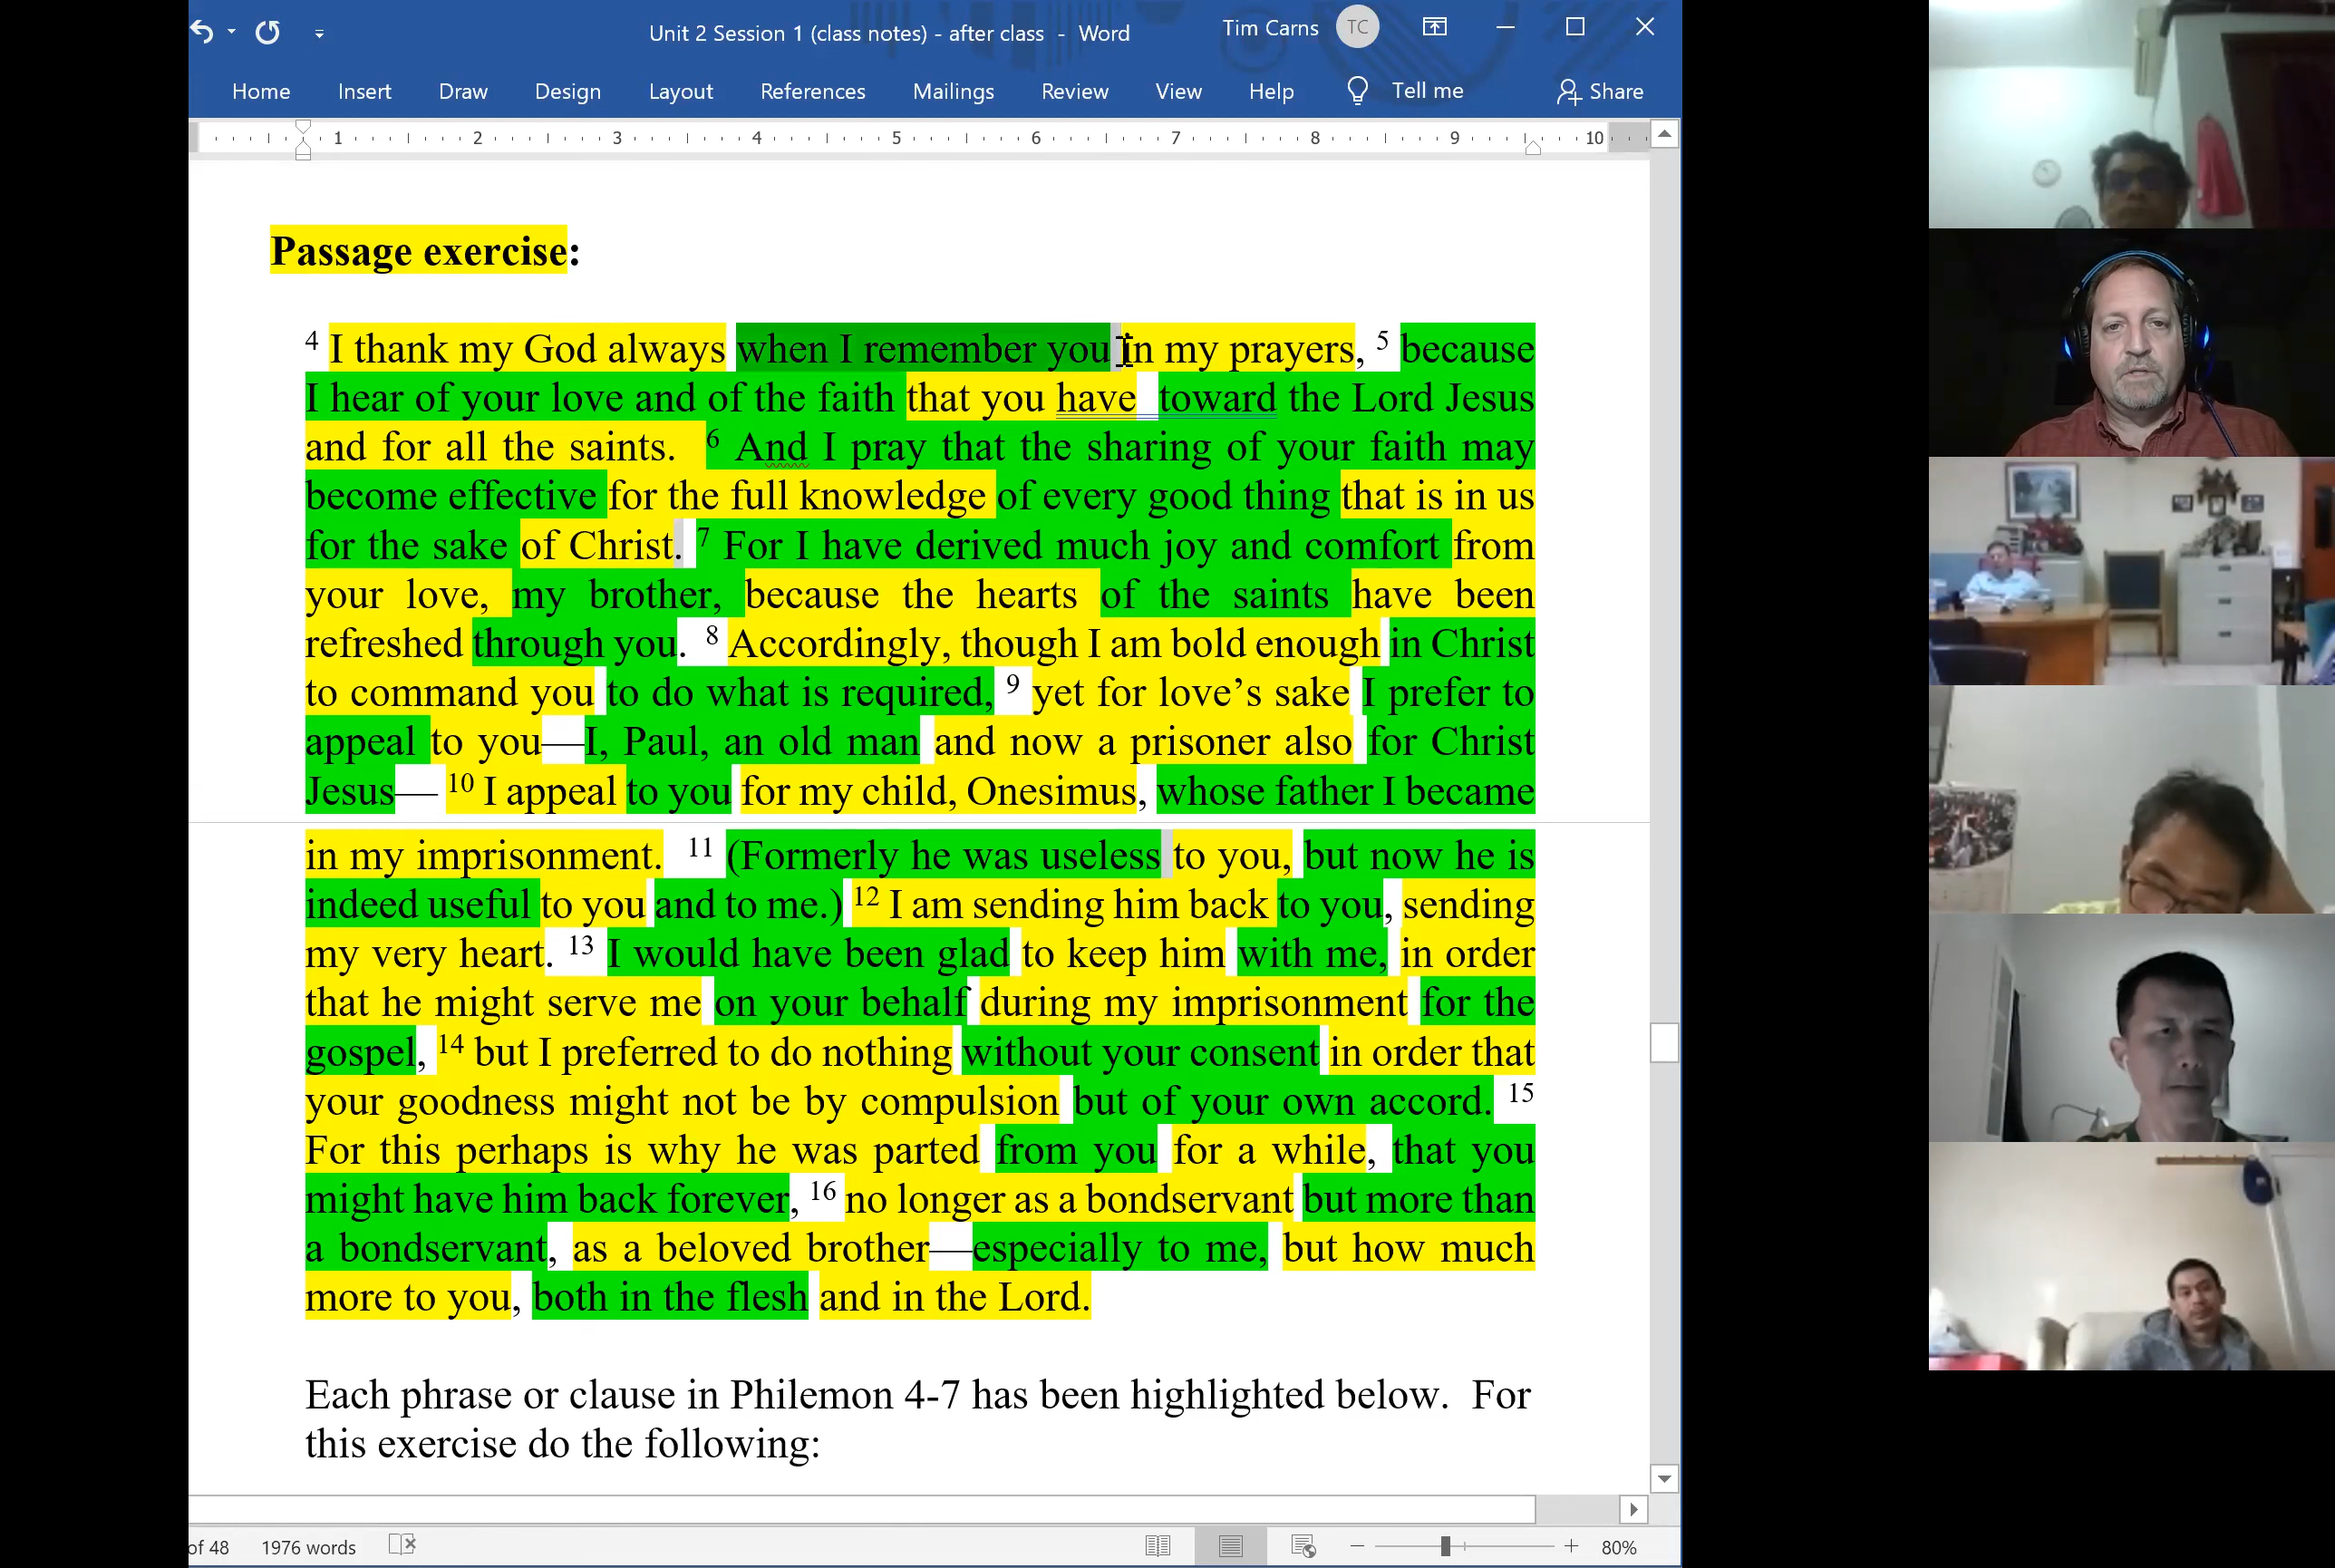 Unit 2 Session 1 (class notes) - after class - Word
Tim Carns TC
Home Insert Draw Design Layout References Mailings Review View Help Tell me Share
1 2 3 4 5 6 7 8 9 10
Passage exercise:
4 I thank my God always when I remember you in my prayers, 5 because
I hear of your love and of the faith that you have toward the Lord Jesus
and for all the saints. 6 And I pray that the sharing of your faith may
become effective for the full knowledge of every good thing that is in us
for the sake of Christ. 7 For I have derived much joy and comfort from
your love, my brother, because the hearts of the saints have been
refreshed through you. 8 Accordingly, though I am bold enough in Christ
to command you to do what is required, 9 yet for love’s sake I prefer to
appeal to you—I, Paul, an old man and now a prisoner also for Christ
Jesus— 10 I appeal to you for my child, Onesimus, whose father I became
in my imprisonment. 11 (Formerly he was useless to you, but now he is
indeed useful to you and to me.) 12 I am sending him back to you, sending
my very heart. 13 I would have been glad to keep him with me, in order
that he might serve me on your behalf during my imprisonment for the
gospel, 14 but I preferred to do nothing without your consent in order that
your goodness might not be by compulsion but of your own accord. 15
For this perhaps is why he was parted from you for a while, that you
might have him back forever, 16 no longer as a bondservant but more than
a bondservant, as a beloved brother—especially to me, but how much
more to you, both in the flesh and in the Lord.
Each phrase or clause in Philemon 4-7 has been highlighted below. For
this exercise do the following:
of 48 1976 words 80%